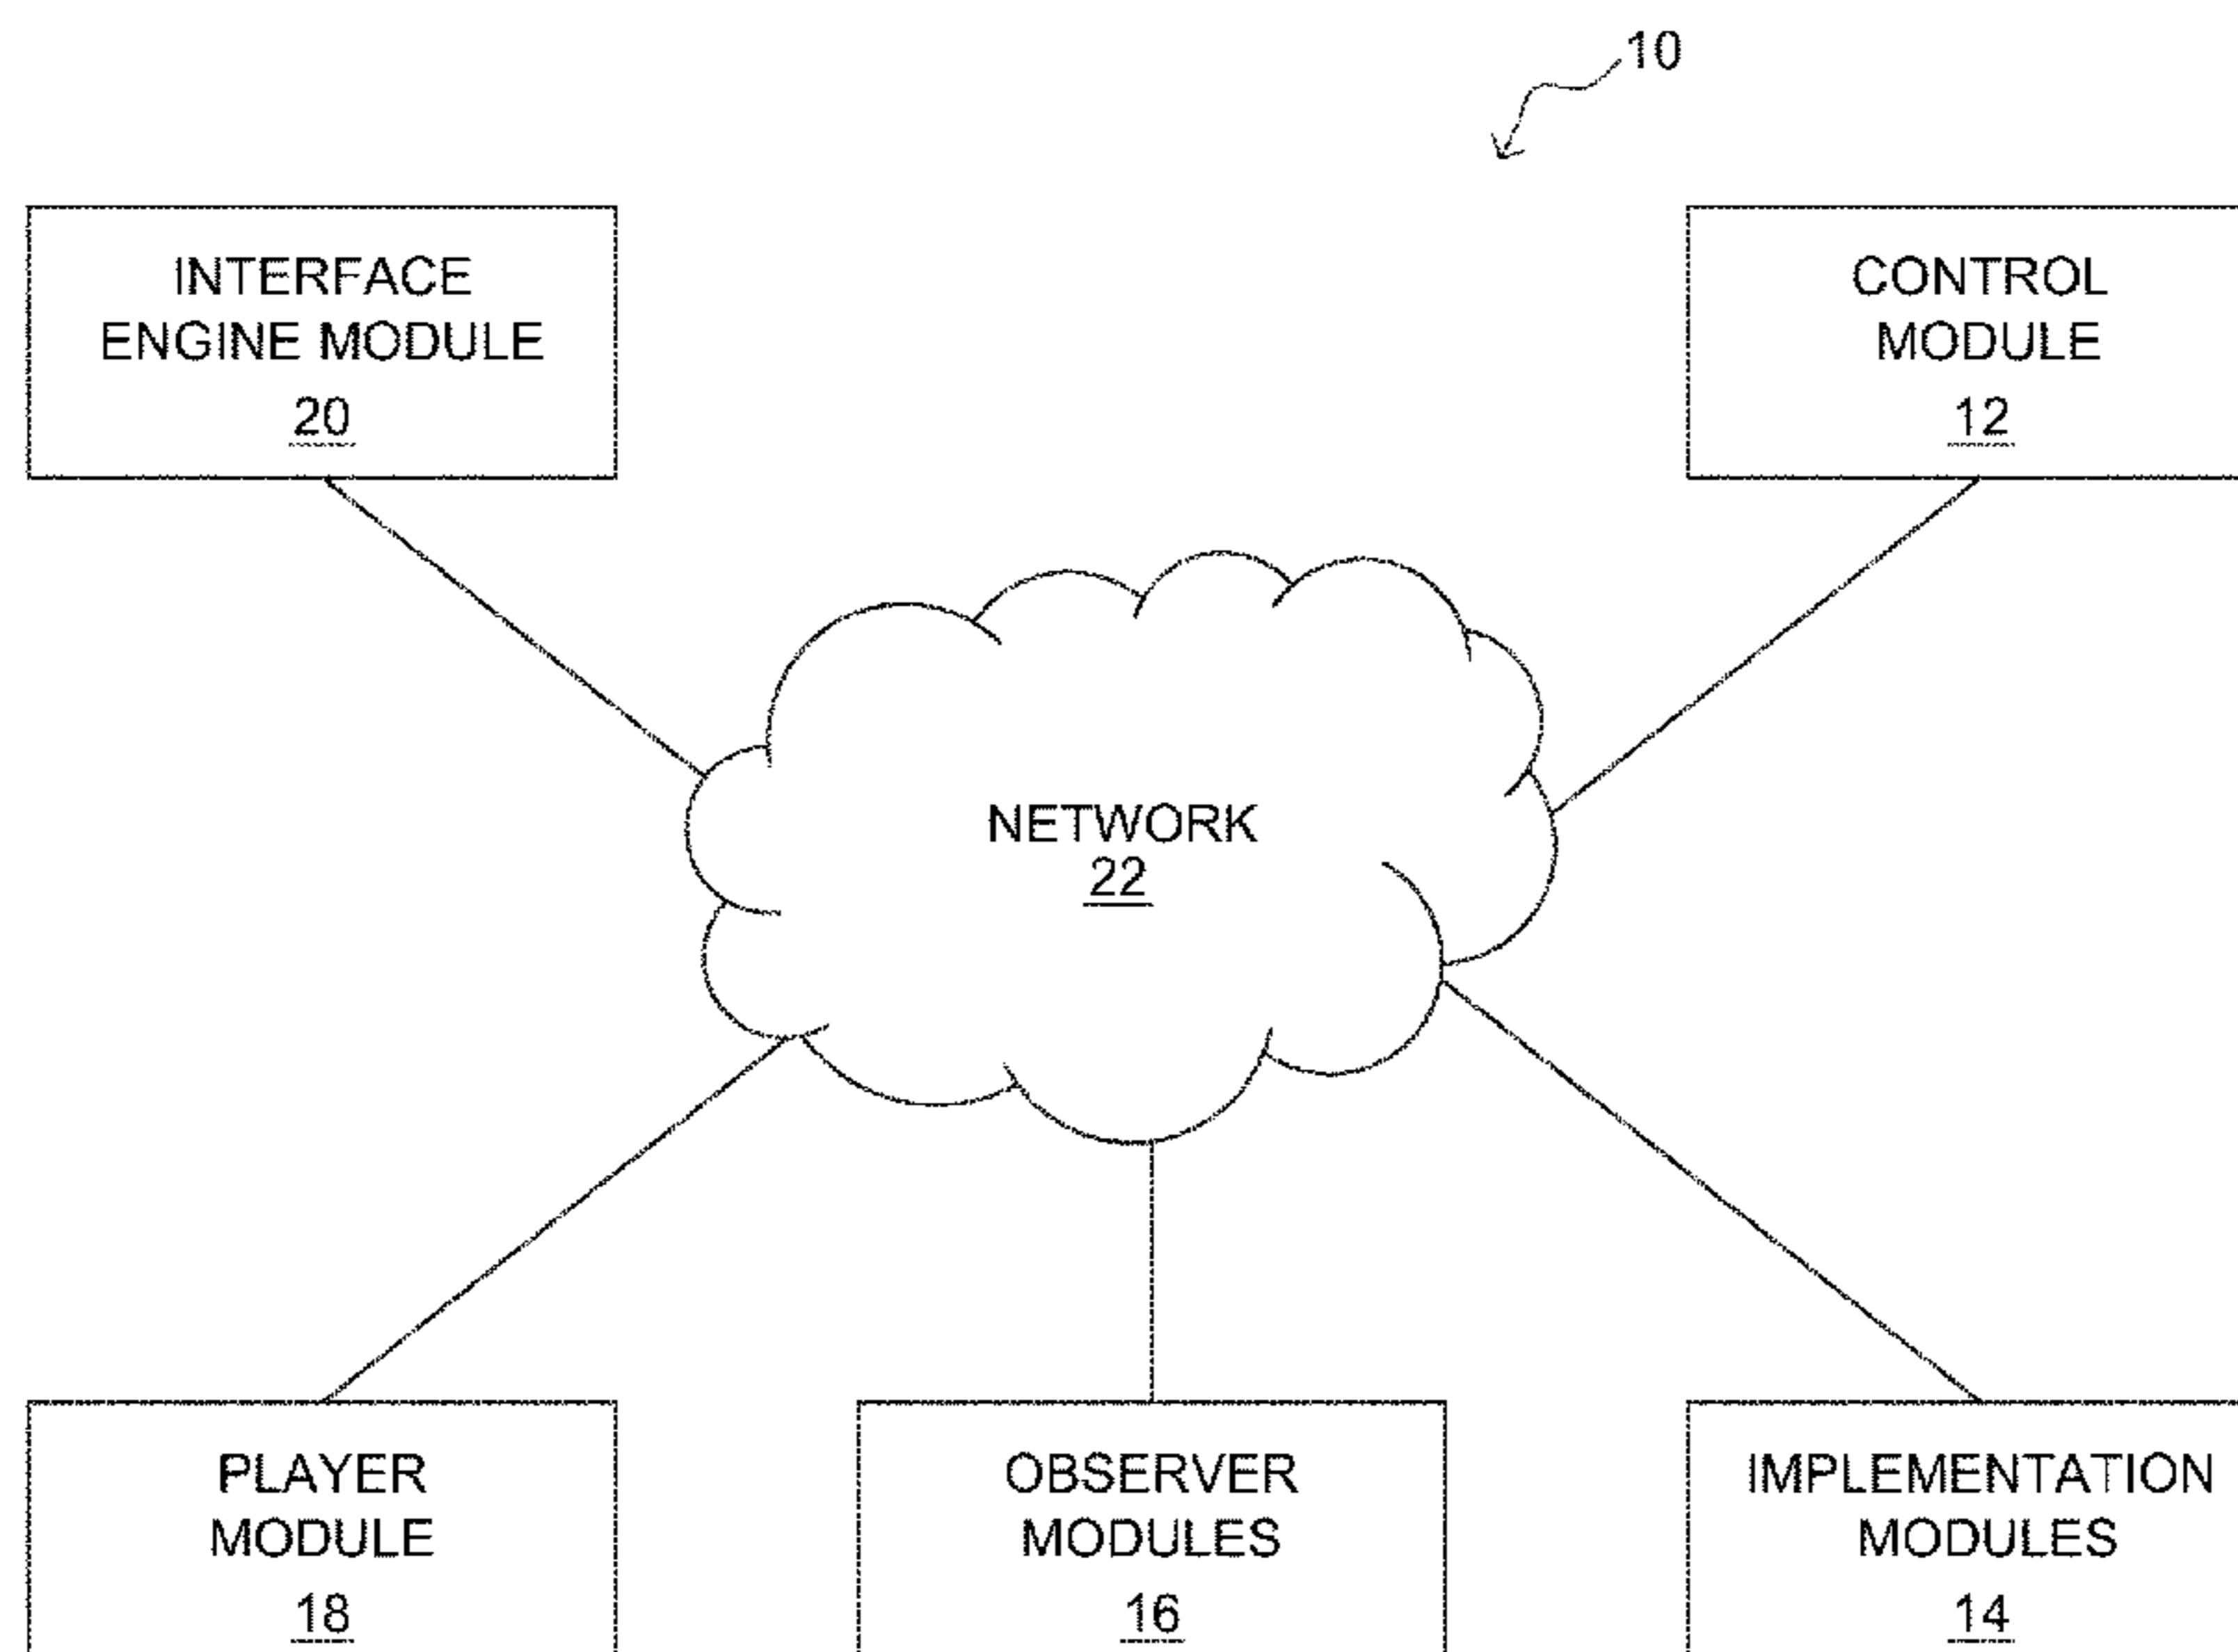 10
INTERFACE
ENGINE MODULE
20
CONTROL
MODULE
12
NETWORK
22
PLAYER
MODULE
18
OBSERVER
MODULES
16
IMPLEMENTATION
MODULES
14